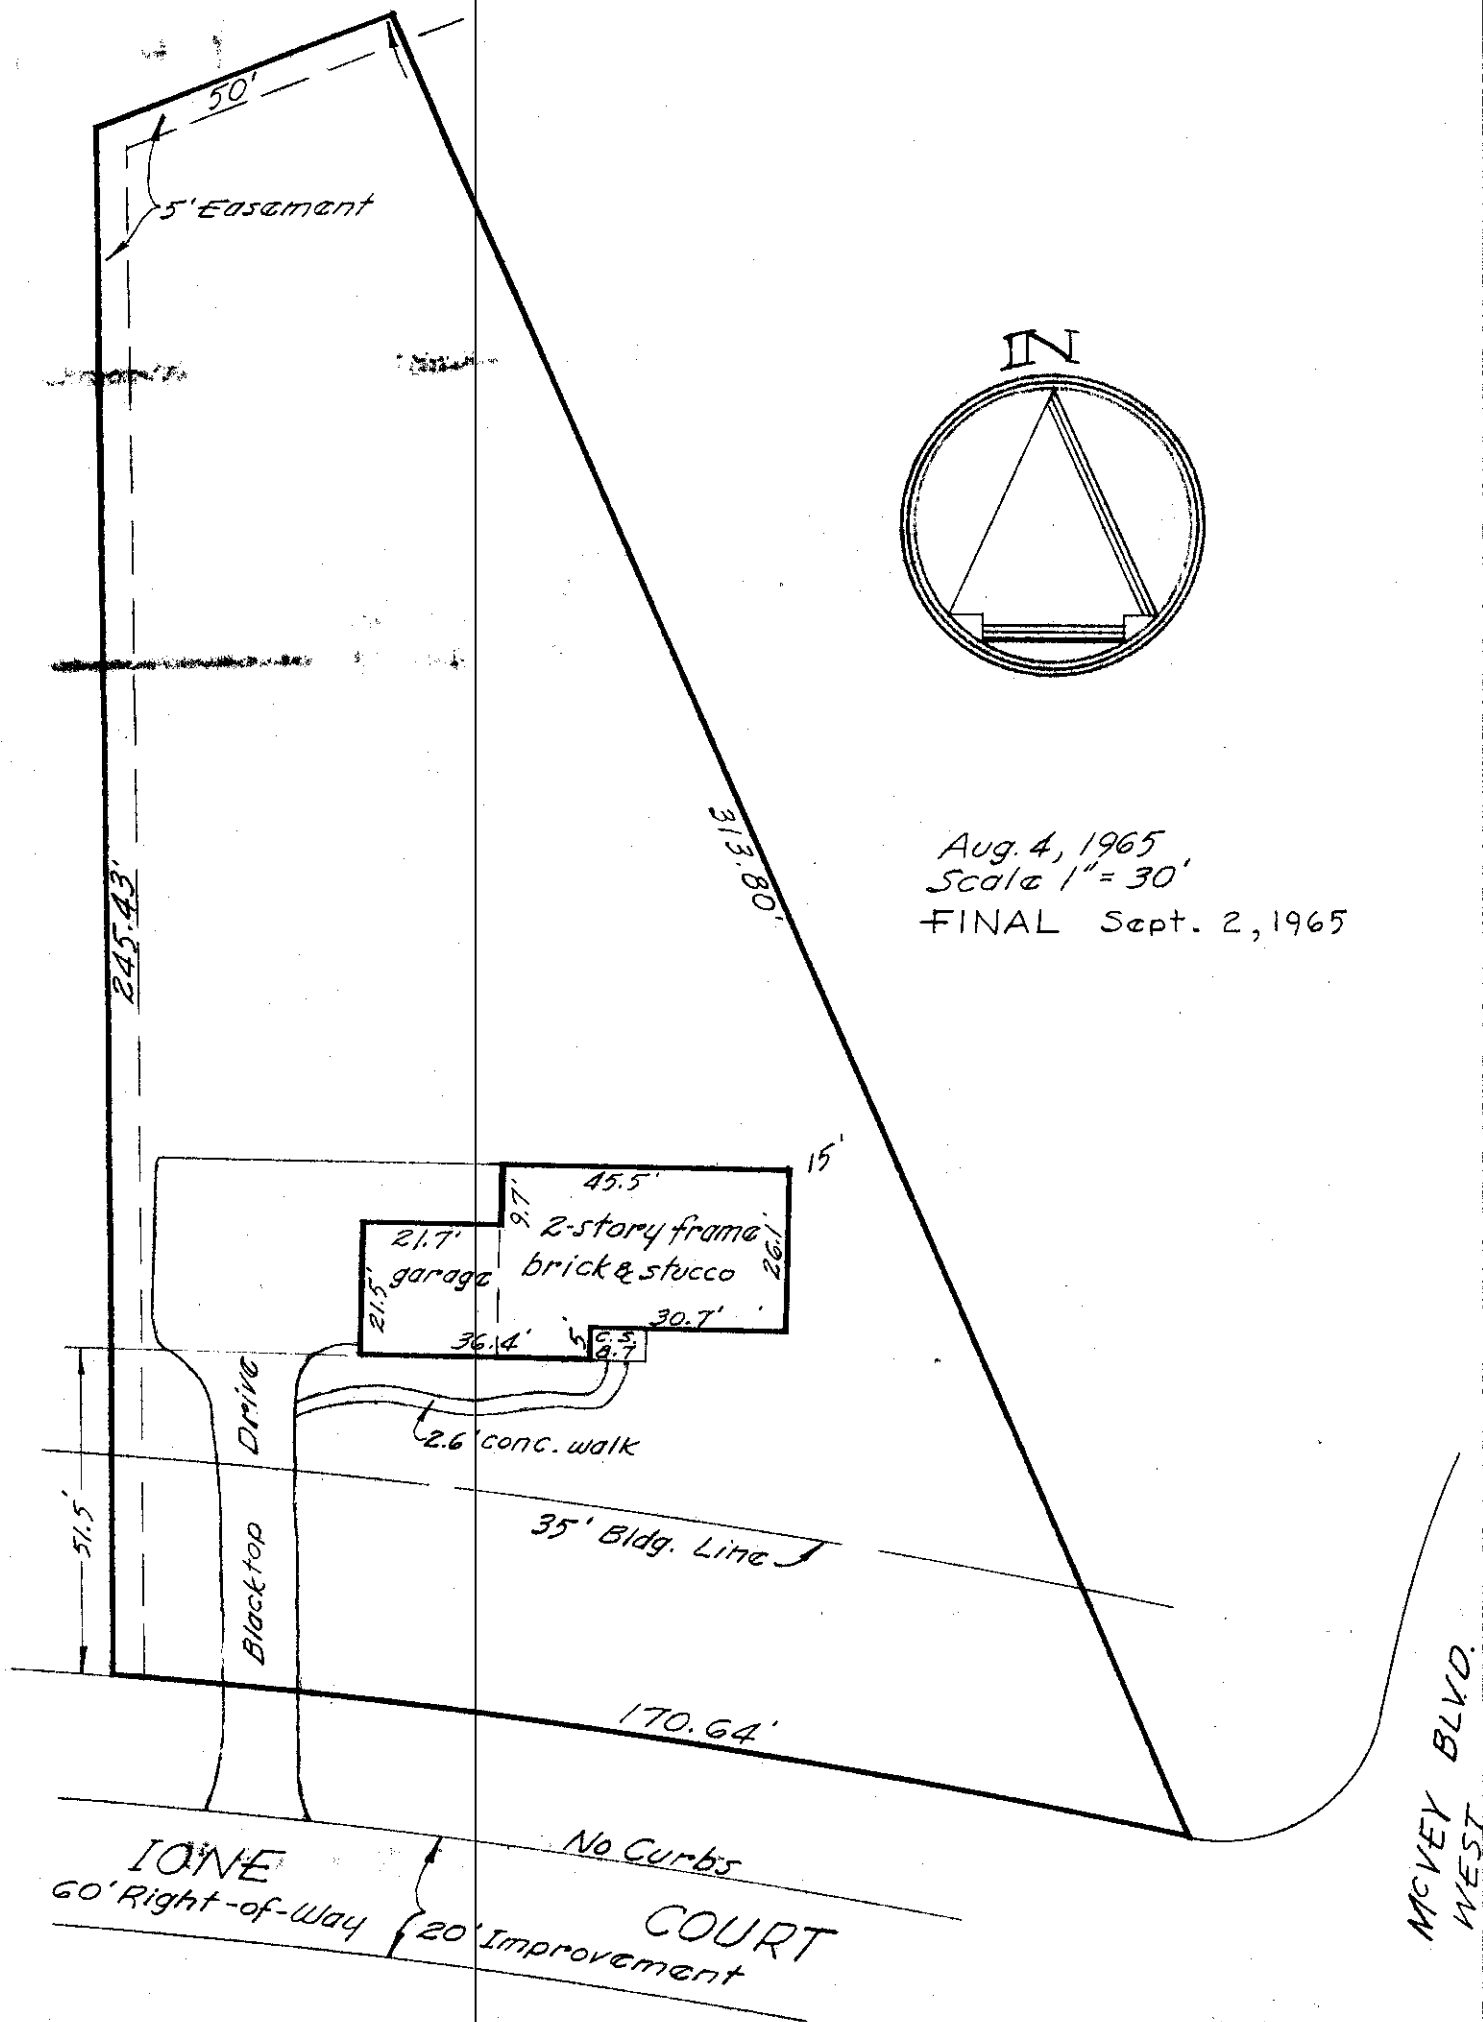 50'
5' Easement
N
313.80'
245.43'
Aug. 4, 1965
Scale 1" = 30'
FINAL Sept. 2, 1965
15'
45.5'
9.7'
2-story frame
brick & stucco
26.1'
21.7'
garage
21.5'
30.7'
36.4'
5'
C.S.
8.7
Blacktop Drive
2.6' conc. walk
51.5'
35' Bldg. Line
170.64'
No Curbs
IONE COURT
60' Right-of-Way
20' Improvement
MCVEY BLVD.
WEST